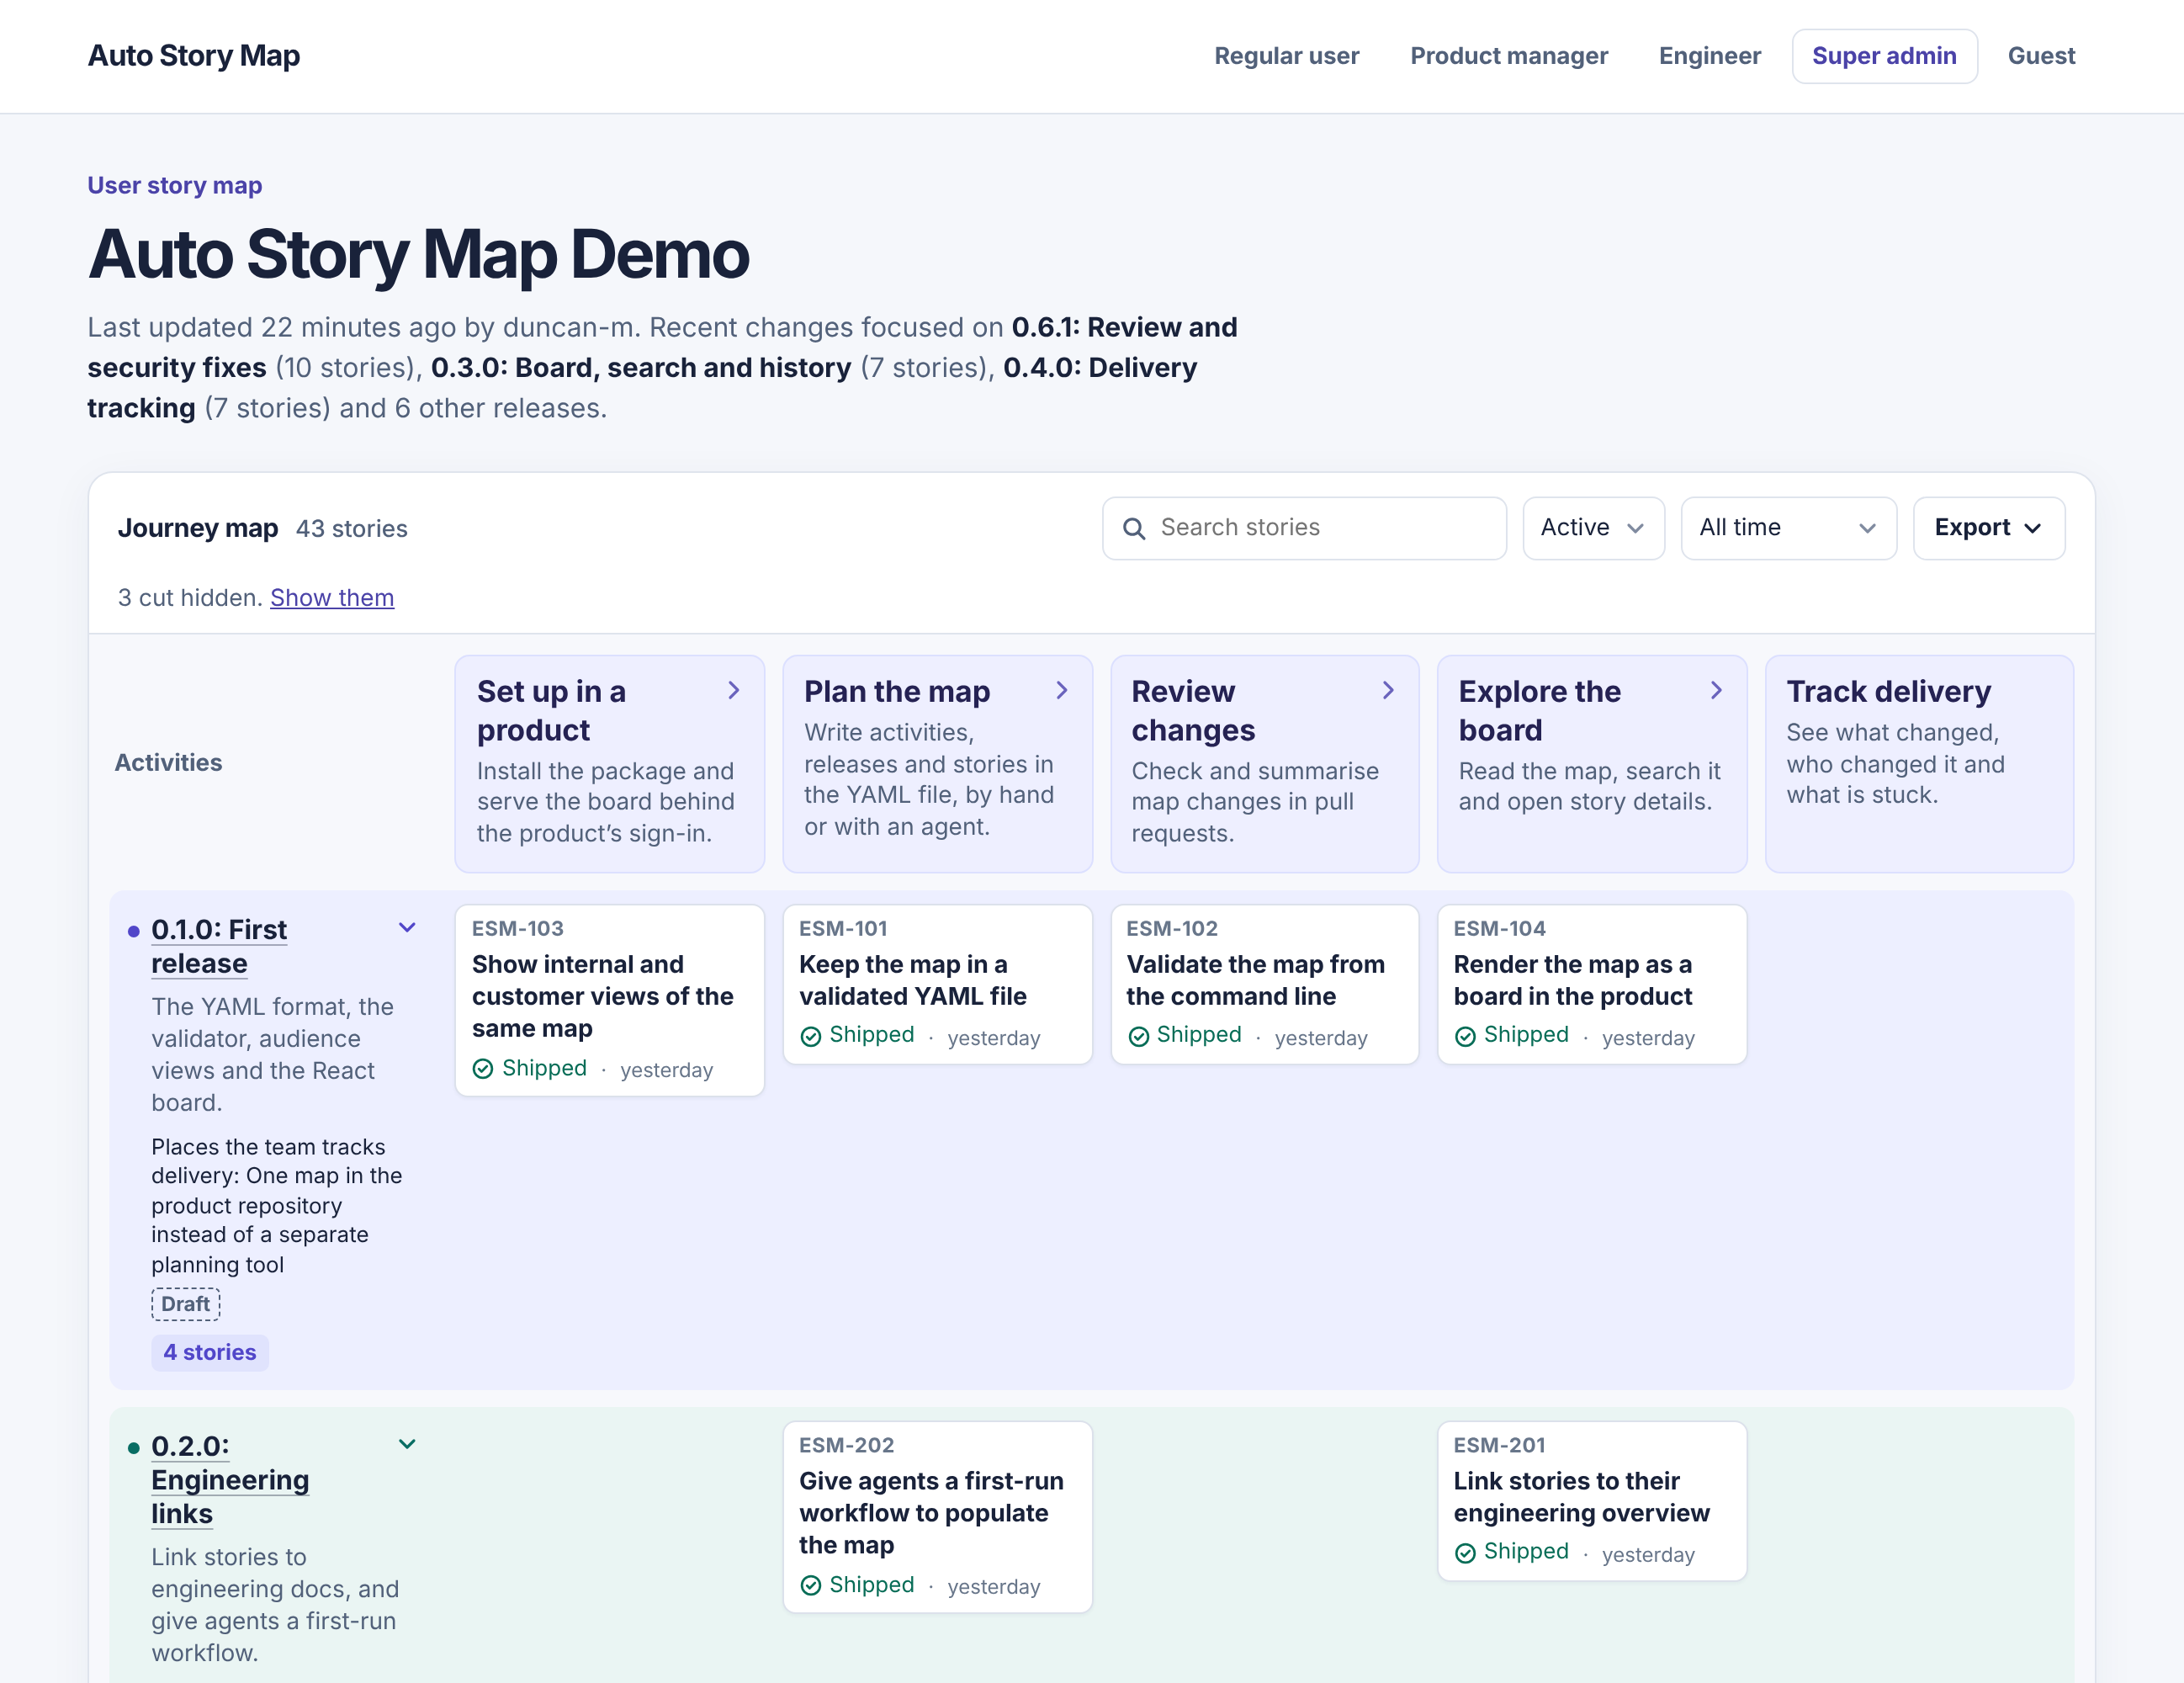 Auto Story Map
Regular user
Product manager
Engineer
Super admin
Guest
User story map
Auto Story Map Demo
Last updated 22 minutes ago by duncan-m. Recent changes focused on 0.6.1: Review and
security fixes (10 stories), 0.3.0: Board, search and history (7 stories), 0.4.0: Delivery
tracking (7 stories) and 6 other releases.
Journey map 43 stories
Search stories
Active
All time
Export
3 cut hidden. Show them
Activities
Set up in a
product
Install the package and
serve the board behind
the product’s sign-in.
Plan the map
Write activities,
releases and stories in
the YAML file, by hand
or with an agent.
Review
changes
Check and summarise
map changes in pull
requests.
Explore the
board
Read the map, search it
and open story details.
Track delivery
See what changed,
who changed it and
what is stuck.
0.1.0: First
release
The YAML format, the
validator, audience
views and the React
board.
Places the team tracks
delivery: One map in the
product repository
instead of a separate
planning tool
Draft
4 stories
ESM-103
Show internal and
customer views of the
same map
Shipped · yesterday
ESM-101
Keep the map in a
validated YAML file
Shipped · yesterday
ESM-102
Validate the map from
the command line
Shipped · yesterday
ESM-104
Render the map as a
board in the product
Shipped · yesterday
0.2.0:
Engineering
links
Link stories to
engineering docs, and
give agents a first-run
workflow.
ESM-202
Give agents a first-run
workflow to populate
the map
Shipped · yesterday
ESM-201
Link stories to their
engineering overview
Shipped · yesterday